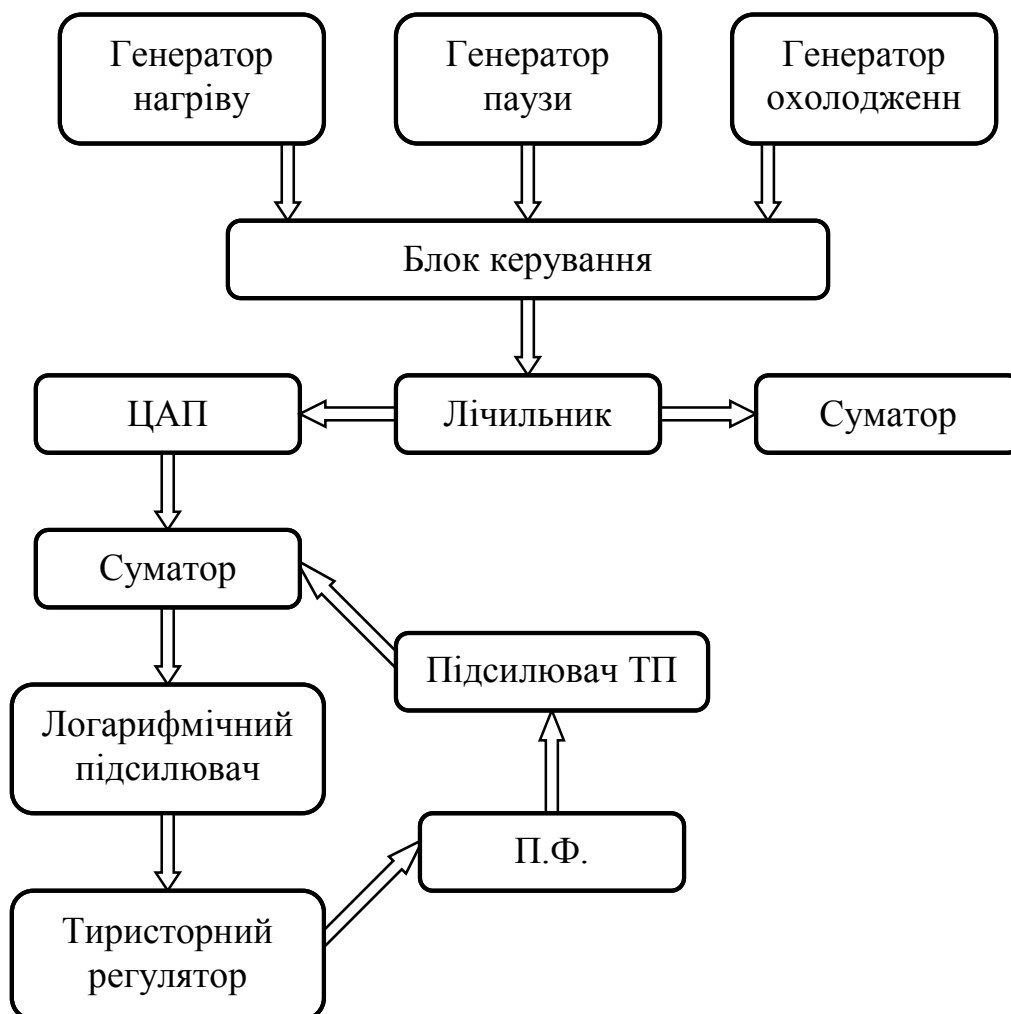 Генератор
нагріву
Генератор
паузи
Генератор
охолодженн
Блок керування
ЦАП
Лічильник
Суматор
Суматор
Підсилювач ТП
Логарифмічний
підсилювач
П.Ф.
Тиристорний
регулятор